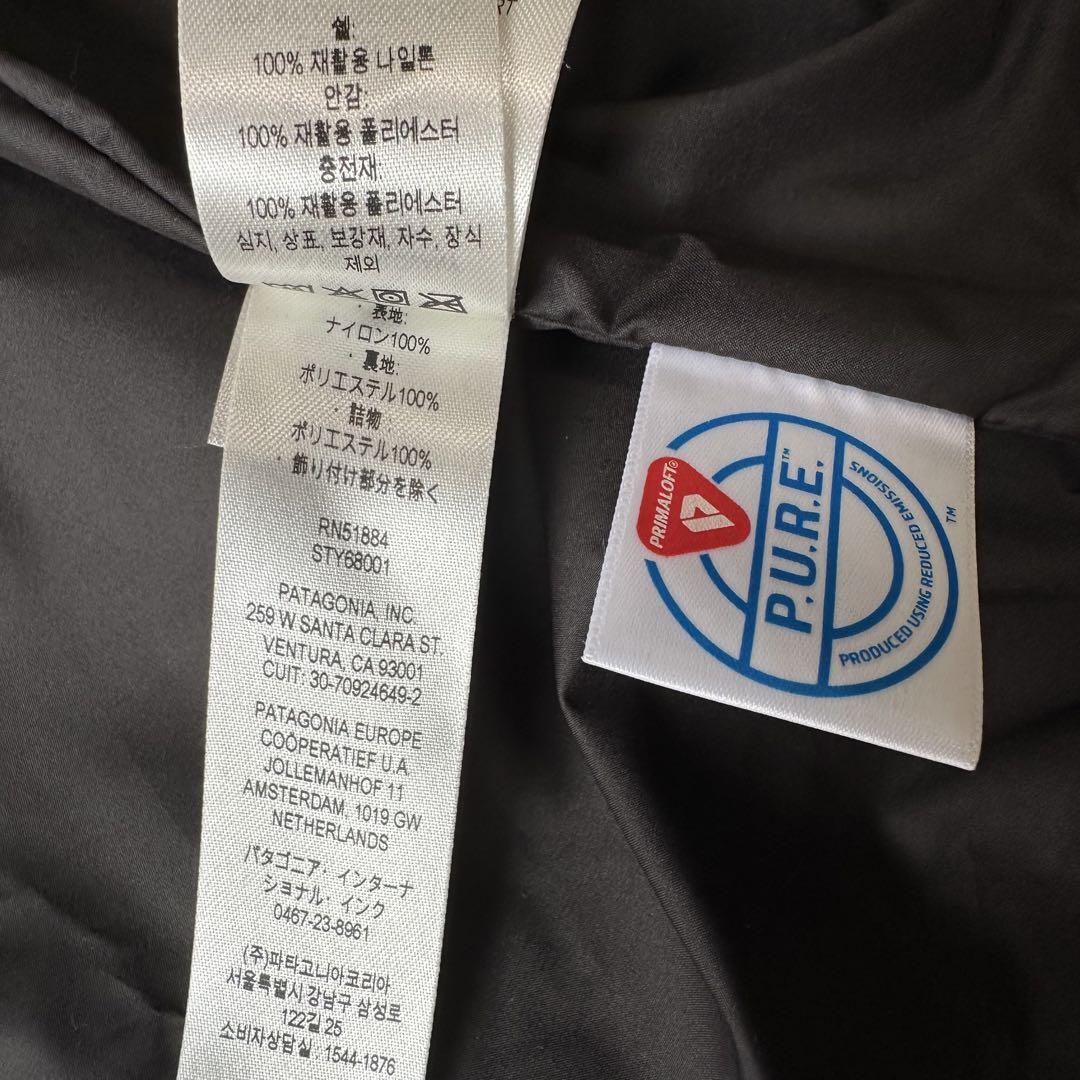 쉘:
100% 재활용 나일론
안감:
100% 재활용 폴리에스터
충전재:
100% 재활용 폴리에스터
심지, 상표, 보강재, 자수, 장식
제외
・表地:
ナイロン100%
・裏地:
ポリエステル100%
・詰物
ポリエステル100%
・飾り付け部分を除く
RN51884
STY68001
PATAGONIA, INC.
259 W SANTA CLARA ST.
VENTURA, CA 93001
CUIT: 30-70924649-2
PATAGONIA EUROPE
COÖPERATIEF U.A.
JOLLEMANHOF 11
AMSTERDAM, 1019 GW
NETHERLANDS
パタゴニア・インターナ
ショナル・インク
0467-23-8961
(주)파타고니아코리아
서울특별시 강남구 삼성로
122길 25
소비자상담실 : 1544-1876
PRIMALOFT®
P.U.R.E.™
PRODUCED USING REDUCED EMISSIONS
™